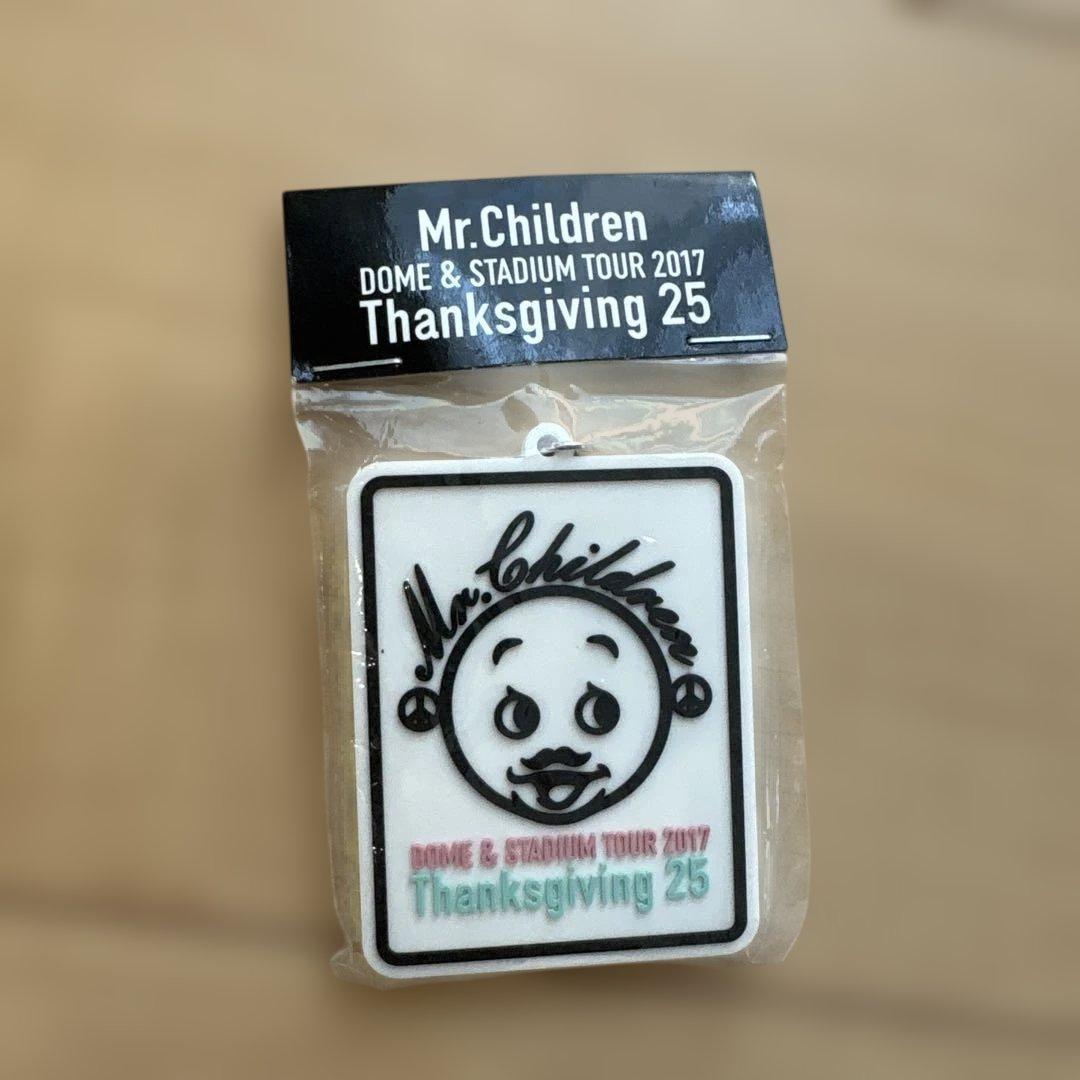 Mr.Children
DOME & STADIUM TOUR 2017
Thanksgiving 25
Mr.Children
DOME & STADIUM TOUR 2017
Thanksgiving 25